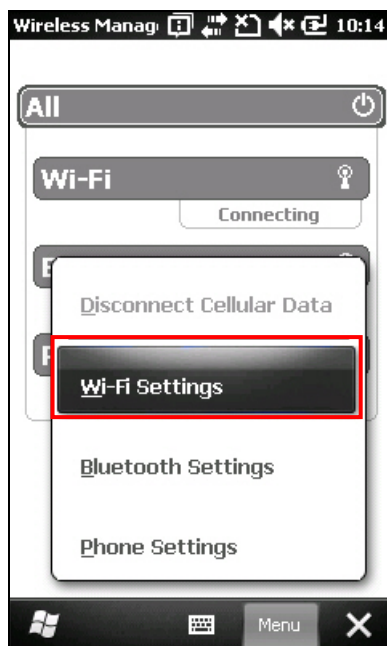 Wireless Manag 10:14
All
Wi-Fi
Connecting
Disconnect Cellular Data
Wi-Fi Settings
Bluetooth Settings
Phone Settings
Menu